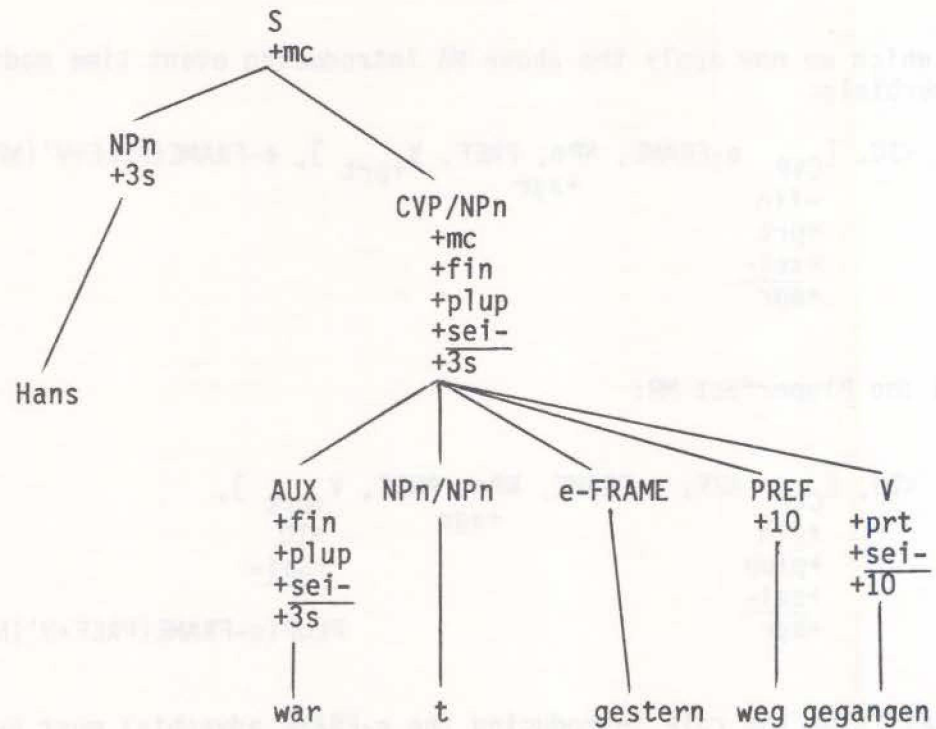 S
+mc
NPn
+3s
CVP/NPn
+mc
+fin
+plup
+sei-
+3s
Hans
AUX NPn/NPn e-FRAME PREF V
+fin +10 +prt
+plup +sei-
+sei- +10
+3s
war t gestern weg gegangen